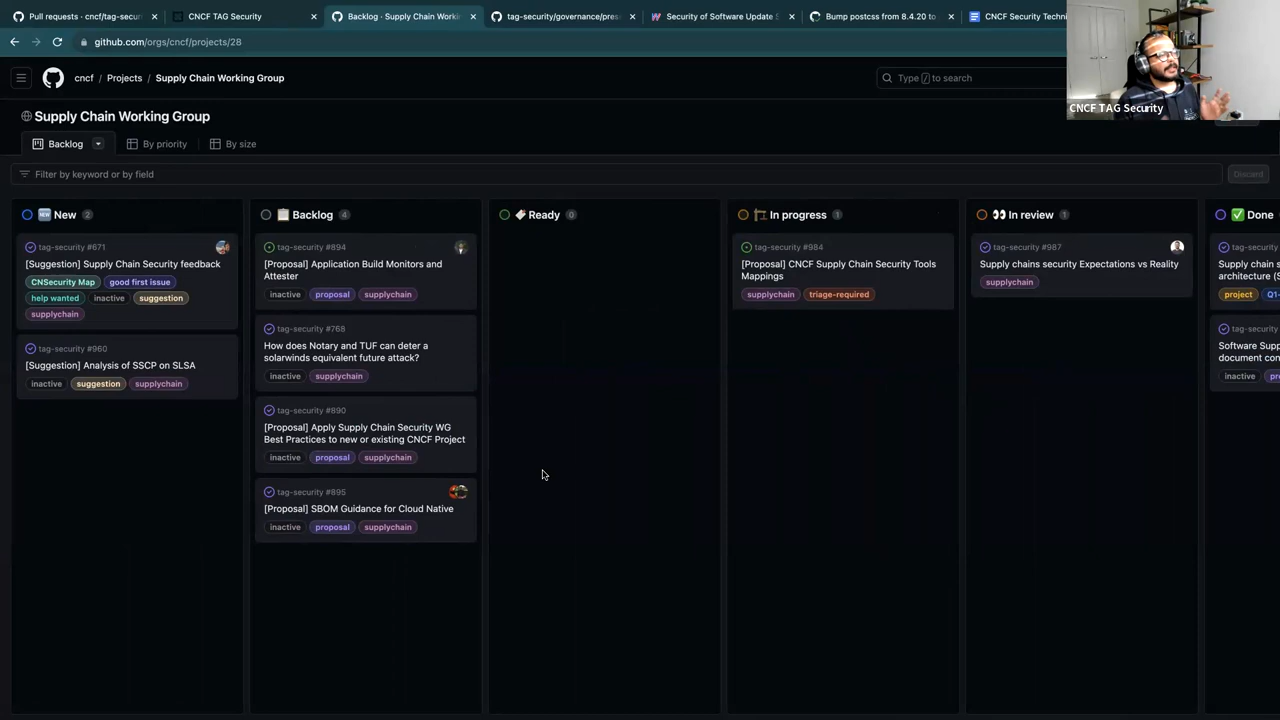 Pull requests · cncf/tag-secur
CNCF TAG Security
Backlog · Supply Chain Workin
tag-security/governance/pres
Security of Software Update S
Bump postcss from 8.4.20 to
CNCF Security Techni
github.com/orgs/cncf/projects/28
cncf / Projects / Supply Chain Working Group
Type / to search
CNCF TAG Security
Supply Chain Working Group
Backlog
By priority
By size
Filter by keyword or by field
Discard
New 2
tag-security #671
[Suggestion] Supply Chain Security feedback
CNSecurity Map good first issue
help wanted inactive suggestion
supplychain
tag-security #960
[Suggestion] Analysis of SSCP on SLSA
inactive suggestion supplychain
Backlog 4
tag-security #894
[Proposal] Application Build Monitors and
Attester
inactive proposal supplychain
tag-security #768
How does Notary and TUF can deter a
solarwinds equivalent future attack?
inactive supplychain
tag-security #890
[Proposal] Apply Supply Chain Security WG
Best Practices to new or existing CNCF Project
inactive proposal supplychain
tag-security #895
[Proposal] SBOM Guidance for Cloud Native
inactive proposal supplychain
Ready 0
In progress 1
tag-security #984
[Proposal] CNCF Supply Chain Security Tools
Mappings
supplychain triage-required
In review 1
tag-security #987
Supply chains security Expectations vs Reality
supplychain
Done
tag-security
Supply chain s
architecture (S
project Q1-
tag-security
Software Supp
document con
inactive pro